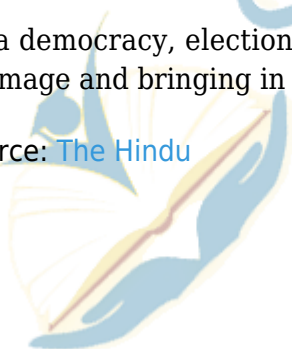 a democracy, election
mage and bringing in
rce: The Hindu